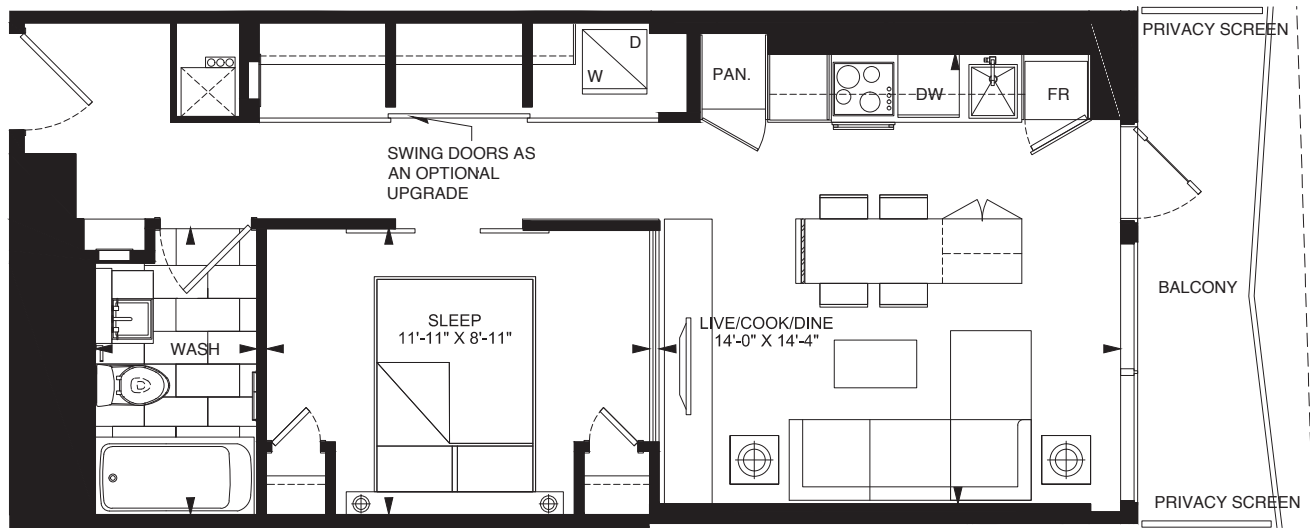 PRIVACY SCREEN
D
W
PAN.
DW
FR
SWING DOORS AS
AN OPTIONAL
UPGRADE
BALCONY
SLEEP
11'-11" X 8'-11"
LIVE/COOK/DINE
14'-0" X 14'-4"
WASH
PRIVACY SCREEN